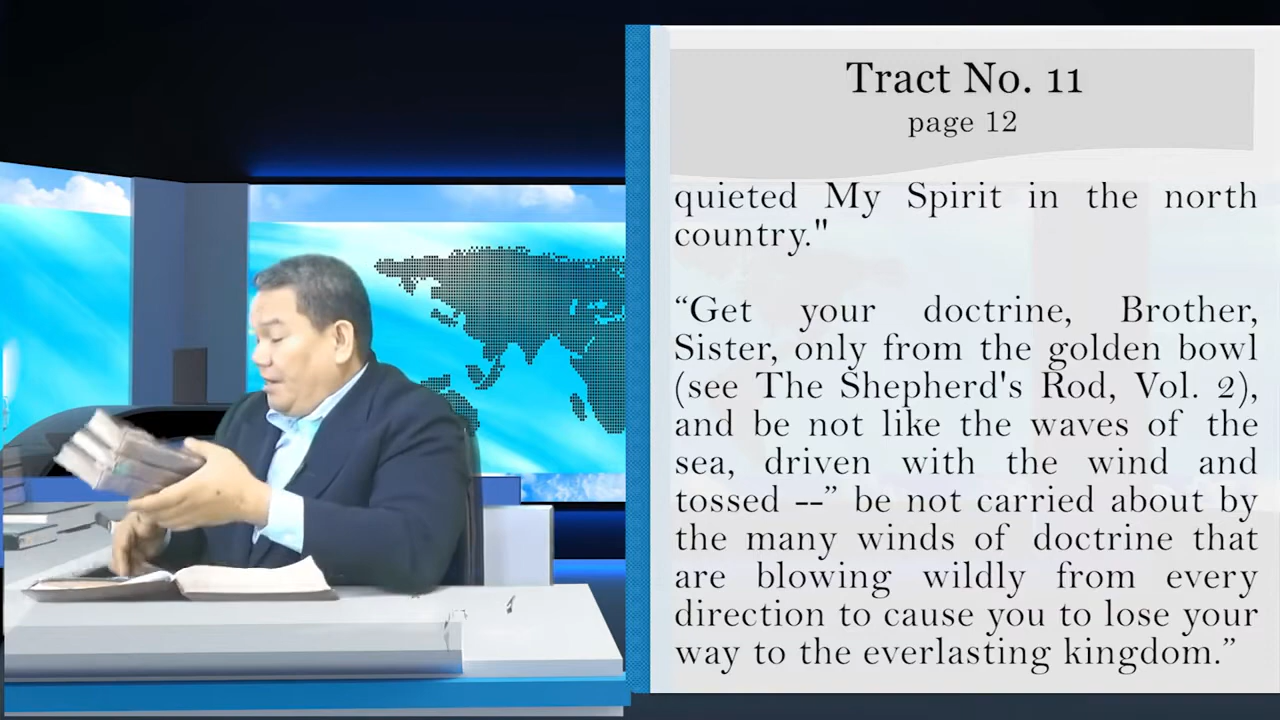 Tract No. 11
page 12
quieted My Spirit in the north
country."
“Get your doctrine, Brother,
Sister, only from the golden bowl
(see The Shepherd's Rod, Vol. 2),
and be not like the waves of the
sea, driven with the wind and
tossed --” be not carried about by
the many winds of doctrine that
are blowing wildly from every
direction to cause you to lose your
way to the everlasting kingdom.”